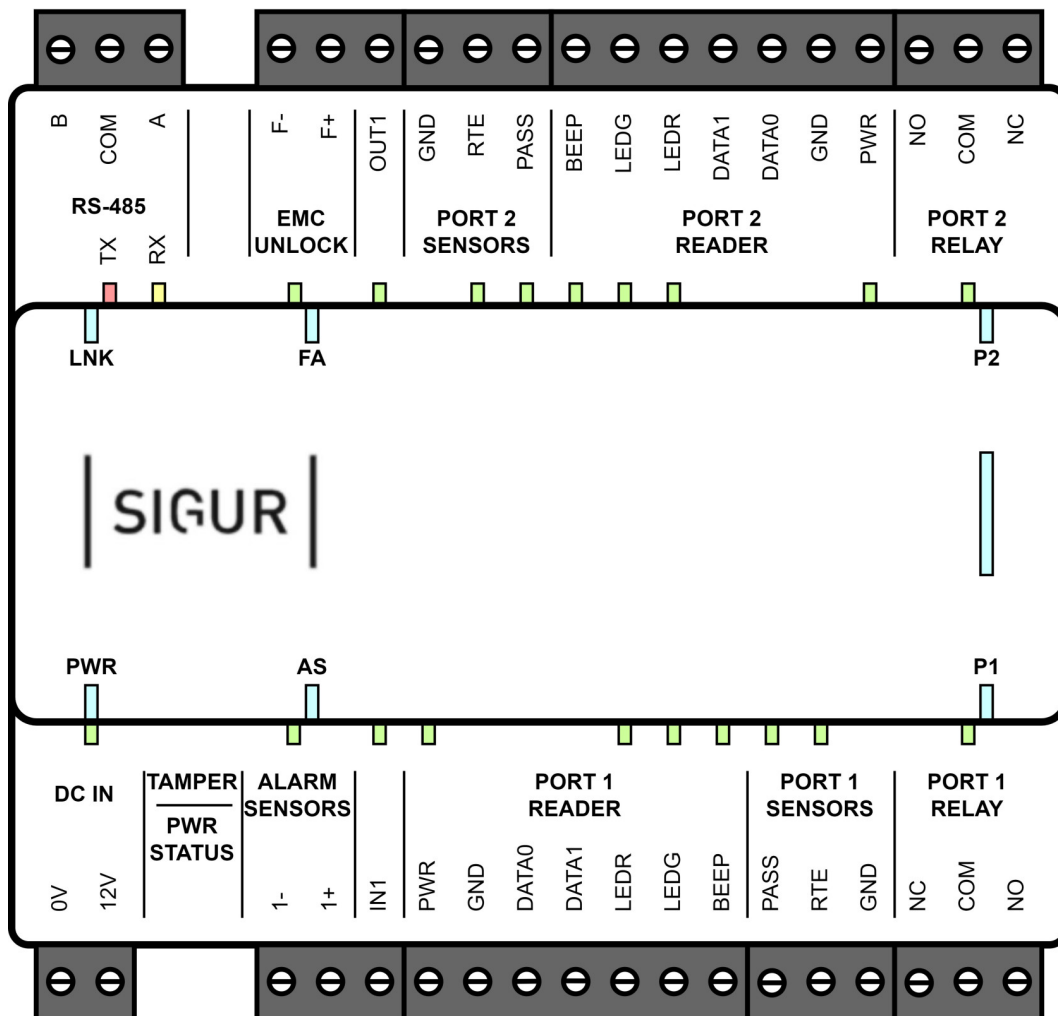 B COM A F- F+ OUT1 GND RTE PASS BEEP LEDG LEDR DATA1 DATA0 GND PWR NO COM NC
RS-485
TX RX
EMC
UNLOCK
PORT 2
SENSORS
PORT 2
READER
PORT 2
RELAY
LNK FA P2
SIGUR
PWR AS P1
DC IN
TAMPER
PWR
STATUS
ALARM
SENSORS
PORT 1
READER
PORT 1
SENSORS
PORT 1
RELAY
0V 12V 1- 1+ IN1 PWR GND DATA0 DATA1 LEDR LEDG BEEP PASS RTE GND NC COM NO